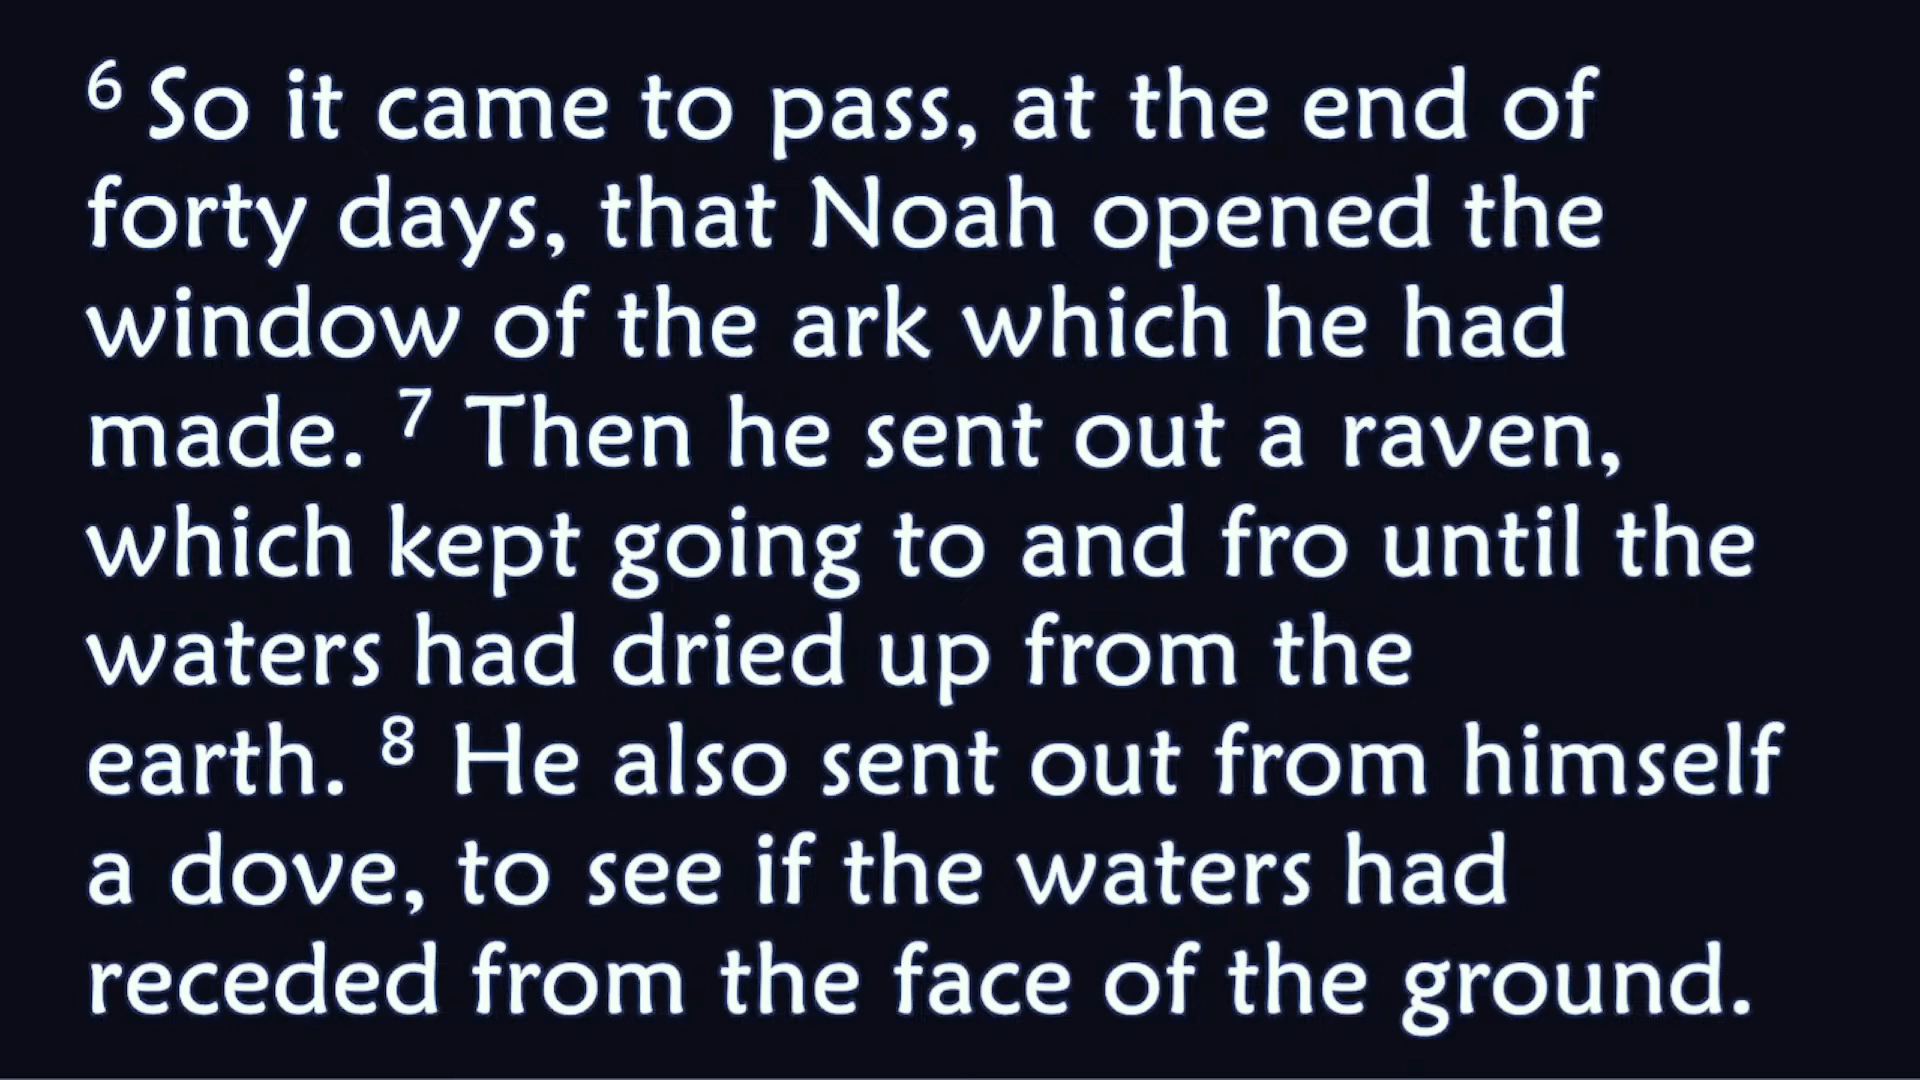 6 So it came to pass, at the end of
forty days, that Noah opened the
window of the ark which he had
made. 7 Then he sent out a raven,
which kept going to and fro until the
waters had dried up from the
earth. 8 He also sent out from himself
a dove, to see if the waters had
receded from the face of the ground.